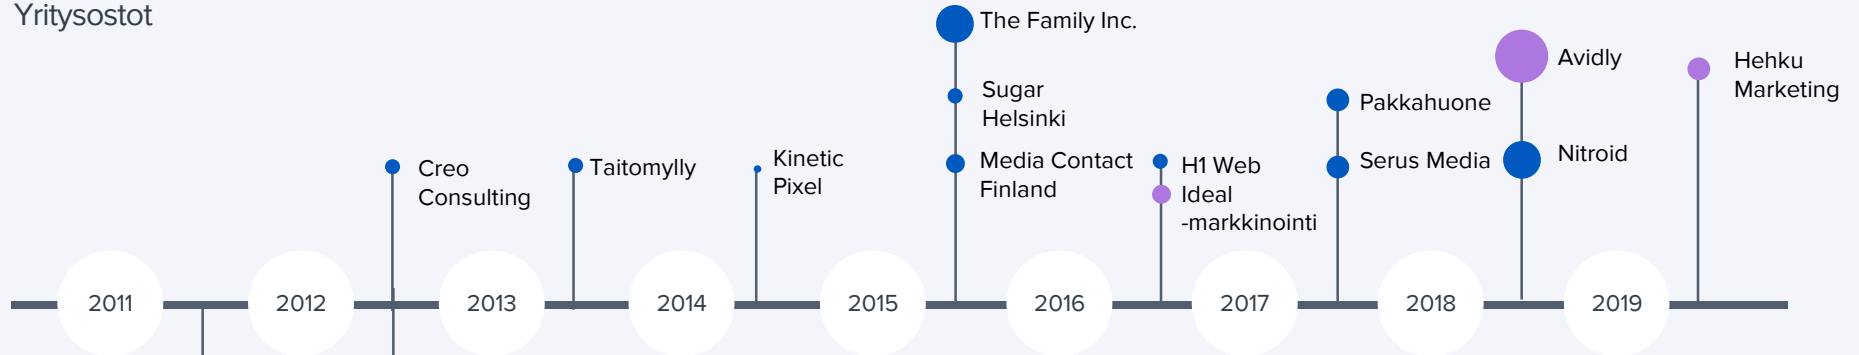 Yritysostot
The Family Inc.
Sugar
Helsinki
Media Contact
Finland
Creo
Consulting
Taitomylly
Kinetic
Pixel
H1 Web
Ideal
-markkinointi
Pakkahuone
Serus Media
Avidly
Nitroid
Hehku
Marketing
2011
2012
2013
2014
2015
2016
2017
2018
2019